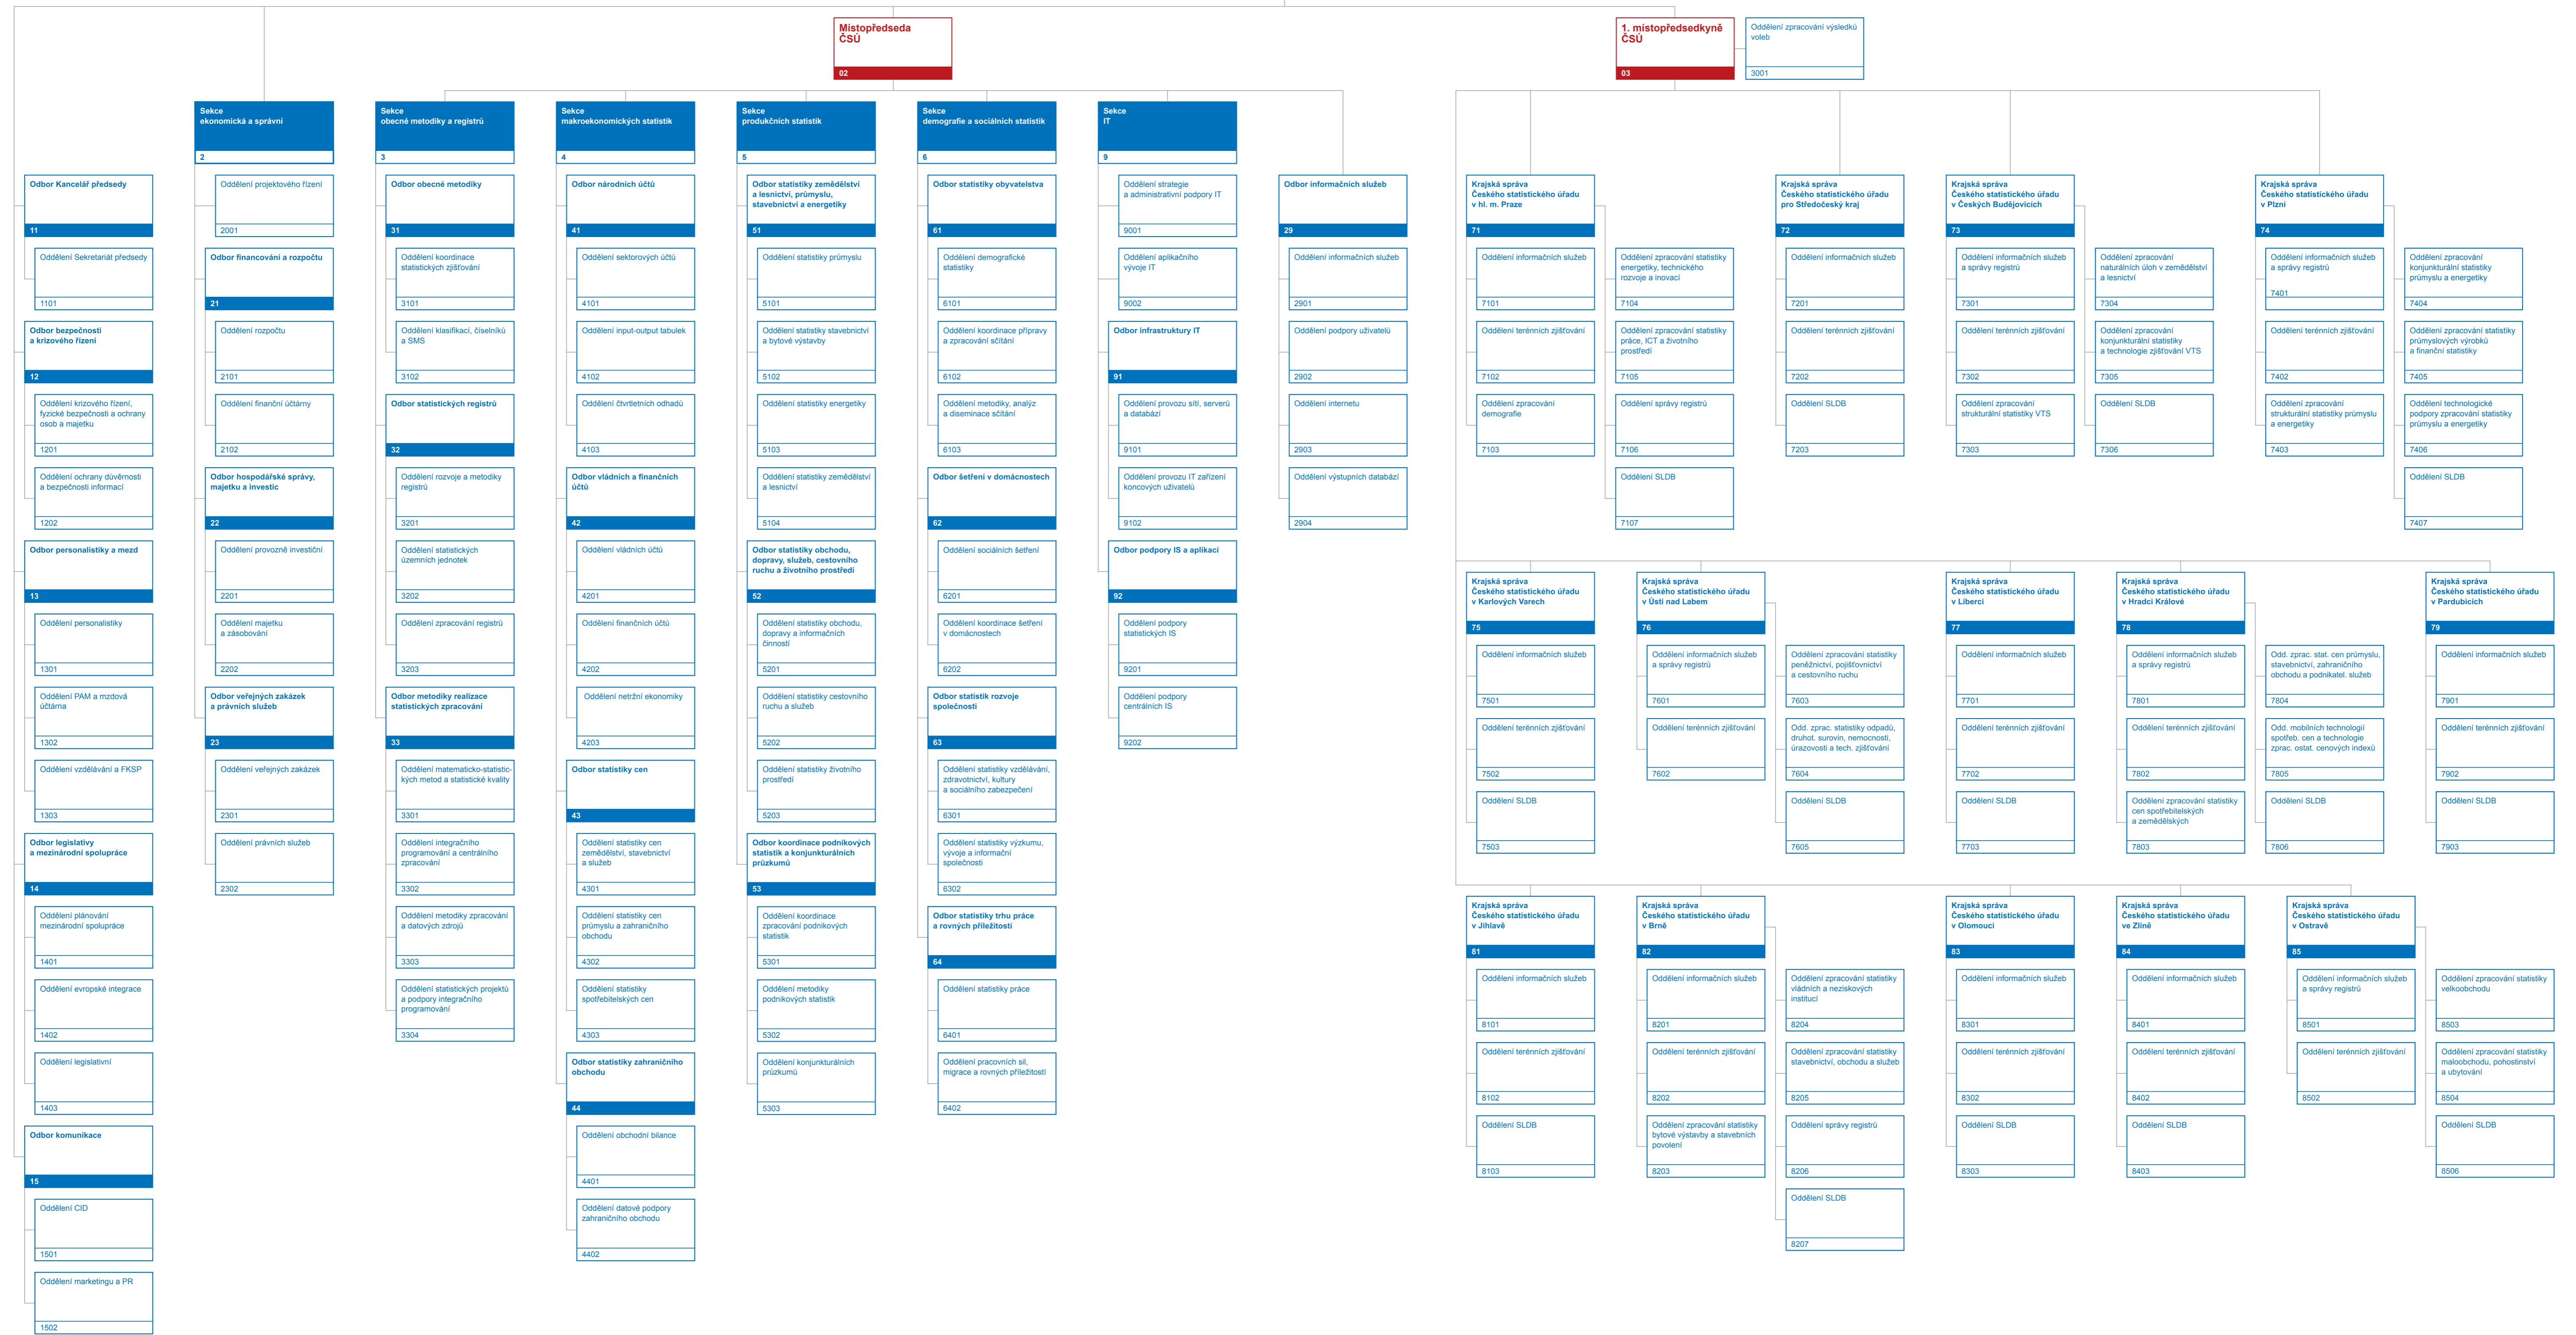 Místopředseda
ČSÚ
02
1. místopředsedkyně
ČSÚ
03
Oddělení zpracování výsledků
voleb
3001
Odbor Kancelář předsedy
11
Oddělení Sekretariát předsedy
1101
Odbor bezpečnosti
a krizového řízení
12
Oddělení krizového řízení,
fyzické bezpečnosti a ochrany
osob a majetku
1201
Oddělení ochrany důvěrnosti
a bezpečnosti informací
1202
Odbor personalistiky a mezd
13
Oddělení personalistiky
1301
Oddělení PAM a mzdová
účtárna
1302
Oddělení vzdělávání a FKSP
1303
Odbor legislativy
a mezinárodní spolupráce
14
Oddělení plánování
mezinárodní spolupráce
1401
Oddělení evropské integrace
1402
Oddělení legislativní
1403
Odbor komunikace
15
Oddělení CID
1501
Oddělení marketingu a PR
1502
Sekce
ekonomická a správní
2
Oddělení projektového řízení
2001
Odbor financování a rozpočtu
21
Oddělení rozpočtu
2101
Oddělení finanční účtárny
2102
Odbor hospodářské správy,
majetku a investic
22
Oddělení provozně investiční
2201
Oddělení majetku
a zásobování
2202
Odbor veřejných zakázek
a právních služeb
23
Oddělení veřejných zakázek
2301
Oddělení právních služeb
2302
Sekce
obecné metodiky a registrů
3
Odbor obecné metodiky
31
Oddělení koordinace
statistických zjišťování
3101
Oddělení klasifikací, číselníků
a SMS
3102
Odbor statistických registrů
32
Oddělení rozvoje a metodiky
registrů
3201
Oddělení statistických
územních jednotek
3202
Oddělení zpracování registrů
3203
Odbor metodiky realizace
statistických zpracování
33
Oddělení matematicko-statistic-
kých metod a statistické kvality
3301
Oddělení integračního
programování a centrálního
zpracování
3302
Oddělení metodiky zpracování
a datových zdrojů
3303
Oddělení statistických projektů
a podpory integračního
programování
3304
Sekce
makroekonomických statistik
4
Odbor národních účtů
41
Oddělení sektorových účtů
4101
Oddělení input-output tabulek
4102
Oddělení čtvrtletních odhadů
4103
Odbor vládních a finančních
účtů
42
Oddělení vládních účtů
4201
Oddělení finančních účtů
4202
Oddělení netržní ekonomiky
4203
Odbor statistiky cen
43
Oddělení statistiky cen
zemědělství, stavebnictví
a služeb
4301
Oddělení statistiky cen
průmyslu a zahraničního
obchodu
4302
Oddělení statistiky
spotřebitelských cen
4303
Odbor statistiky zahraničního
obchodu
44
Oddělení obchodní bilance
4401
Oddělení datové podpory
zahraničního obchodu
4402
Sekce
produkčních statistik
5
Odbor statistiky zemědělství
a lesnictví, průmyslu,
stavebnictví a energetiky
51
Oddělení statistiky průmyslu
5101
Oddělení statistiky stavebnictví
a bytové výstavby
5102
Oddělení statistiky energetiky
5103
Oddělení statistiky zemědělství
a lesnictví
5104
Odbor statistiky obchodu,
dopravy, služeb, cestovního
ruchu a životního prostředí
52
Oddělení statistiky obchodu,
dopravy a informačních
činností
5201
Oddělení statistiky cestovního
ruchu a služeb
5202
Oddělení statistiky životního
prostředí
5203
Odbor koordinace podnikových
statistik a konjunkturálních
průzkumů
53
Oddělení koordinace
zpracování podnikových
statistik
5301
Oddělení metodiky
podnikových statistik
5302
Oddělení konjunkturálních
průzkumů
5303
Sekce
demografie a sociálních statistik
6
Odbor statistiky obyvatelstva
61
Oddělení demografické
statistiky
6101
Oddělení koordinace přípravy
a zpracování sčítání
6102
Oddělení metodiky, analýz
a diseminace sčítání
6103
Odbor šetření v domácnostech
62
Oddělení sociálních šetření
6201
Oddělení koordinace šetření
v domácnostech
6202
Odbor statistik rozvoje
společnosti
63
Oddělení statistiky vzdělávání,
zdravotnictví, kultury
a sociálního zabezpečení
6301
Oddělení statistiky výzkumu,
vývoje a informační
společnosti
6302
Odbor statistiky trhu práce
a rovných příležitostí
64
Oddělení statistiky práce
6401
Oddělení pracovních sil,
migrace a rovných příležitostí
6402
Sekce
IT
9
Oddělení strategie
a administrativní podpory IT
9001
Oddělení aplikačního
vývoje IT
9002
Odbor infrastruktury IT
91
Oddělení provozu sítí, serverů
a databází
9101
Oddělení provozu IT zařízení
koncových uživatelů
9102
Odbor podpory IS a aplikací
92
Oddělení podpory
statistických IS
9201
Oddělení podpory
centrálních IS
9202
Odbor informačních služeb
29
Oddělení informačních služeb
2901
Oddělení podpory uživatelů
2902
Oddělení internetu
2903
Oddělení výstupních databází
2904
Krajská správa
Českého statistického úřadu
v hl. m. Praze
71
Oddělení informačních služeb
7101
Oddělení terénních zjišťování
7102
Oddělení zpracování
demografie
7103
Oddělení zpracování statistiky
energetiky, technického
rozvoje a inovací
7104
Oddělení zpracování statistiky
práce, ICT a životního
prostředí
7105
Oddělení správy registrů
7106
Oddělení SLDB
7107
Krajská správa
Českého statistického úřadu
pro Středočeský kraj
72
Oddělení informačních služeb
7201
Oddělení terénních zjišťování
7202
Oddělení SLDB
7203
Krajská správa
Českého statistického úřadu
v Českých Budějovicích
73
Oddělení informačních služeb
a správy registrů
7301
Oddělení terénních zjišťování
7302
Oddělení zpracování
strukturální statistiky VTS
7303
Oddělení zpracování
naturálních úloh v zemědělství
a lesnictví
7304
Oddělení zpracování
konjunkturální statistiky
a technologie zjišťování VTS
7305
Oddělení SLDB
7306
Krajská správa
Českého statistického úřadu
v Plzni
74
Oddělení informačních služeb
a správy registrů
7401
Oddělení terénních zjišťování
7402
Oddělení zpracování
strukturální statistiky průmyslu
a energetiky
7403
Oddělení zpracování
konjunkturální statistiky
průmyslu a energetiky
7404
Oddělení zpracování statistiky
průmyslových výrobků
a finanční statistiky
7405
Oddělení technologické
podpory zpracování statistiky
průmyslu a energetiky
7406
Oddělení SLDB
7407
Krajská správa
Českého statistického úřadu
v Karlových Varech
75
Oddělení informačních služeb
7501
Oddělení terénních zjišťování
7502
Oddělení SLDB
7503
Krajská správa
Českého statistického úřadu
v Ústí nad Labem
76
Oddělení informačních služeb
a správy registrů
7601
Oddělení terénních zjišťování
7602
Oddělení zpracování statistiky
peněžnictví, pojišťovnictví
a cestovního ruchu
7603
Odd. zprac. statistiky odpadů,
druhot. surovin, nemocnosti,
úrazovosti a tech. zjišťování
7604
Oddělení SLDB
7605
Krajská správa
Českého statistického úřadu
v Liberci
77
Oddělení informačních služeb
7701
Oddělení terénních zjišťování
7702
Oddělení SLDB
7703
Krajská správa
Českého statistického úřadu
v Hradci Králové
78
Oddělení informačních služeb
a správy registrů
7801
Oddělení terénních zjišťování
7802
Oddělení zpracování statistiky
cen spotřebitelských
a zemědělských
7803
Odd. zprac. stat. cen průmyslu,
stavebnictví, zahraničního
obchodu a podnikatel. služeb
7804
Odd. mobilních technologií
spotřeb. cen a technologie
zprac. ostat. cenových indexů
7805
Oddělení SLDB
7806
Krajská správa
Českého statistického úřadu
v Pardubicích
79
Oddělení informačních služeb
7901
Oddělení terénních zjišťování
7902
Oddělení SLDB
7903
Krajská správa
Českého statistického úřadu
v Jihlavě
81
Oddělení informačních služeb
8101
Oddělení terénních zjišťování
8102
Oddělení SLDB
8103
Krajská správa
Českého statistického úřadu
v Brně
82
Oddělení informačních služeb
8201
Oddělení terénních zjišťování
8202
Oddělení zpracování statistiky
bytové výstavby a stavebních
povolení
8203
Oddělení zpracování statistiky
vládních a neziskových
institucí
8204
Oddělení zpracování statistiky
stavebnictví, obchodu a služeb
8205
Oddělení správy registrů
8206
Oddělení SLDB
8207
Krajská správa
Českého statistického úřadu
v Olomouci
83
Oddělení informačních služeb
8301
Oddělení terénních zjišťování
8302
Oddělení SLDB
8303
Krajská správa
Českého statistického úřadu
ve Zlíně
84
Oddělení informačních služeb
8401
Oddělení terénních zjišťování
8402
Oddělení SLDB
8403
Krajská správa
Českého statistického úřadu
v Ostravě
85
Oddělení informačních služeb
a správy registrů
8501
Oddělení terénních zjišťování
8502
Oddělení zpracování statistiky
velkoobchodu
8503
Oddělení zpracování statistiky
maloobchodu, pohostinství
a ubytování
8504
Oddělení SLDB
8506